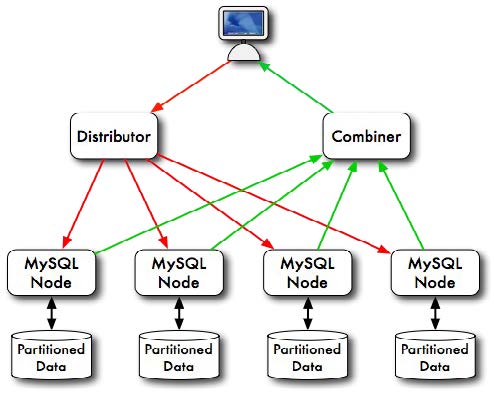 Distributor
Combiner
MySQL
Node
MySQL
Node
MySQL
Node
MySQL
Node
Partitioned
Data
Partitioned
Data
Partitioned
Data
Partitioned
Data